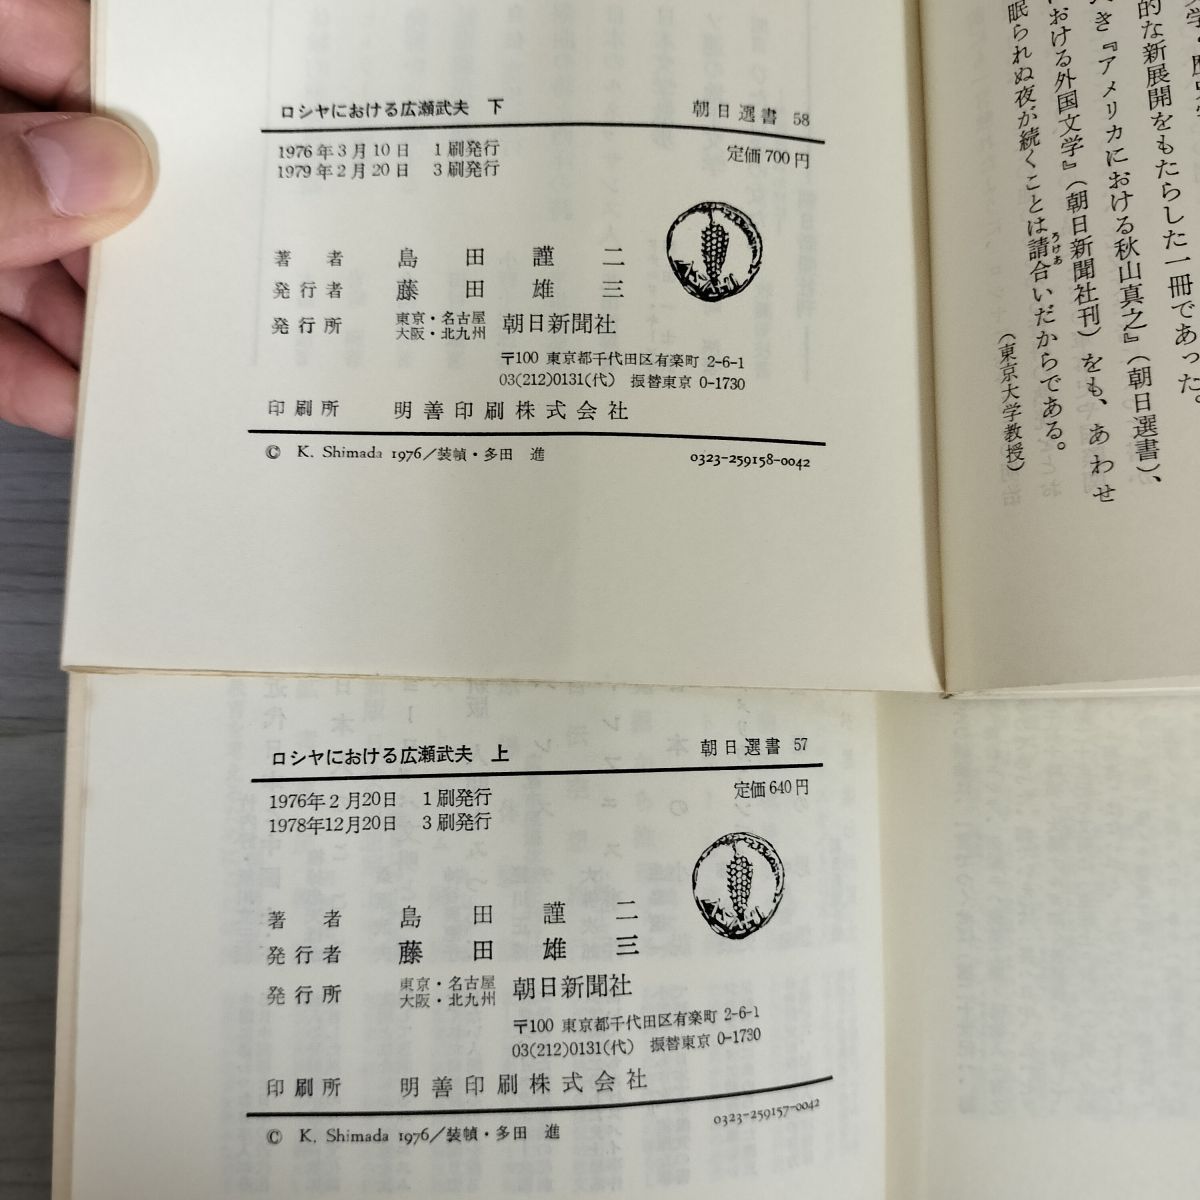 ロシヤにおける広瀬武夫 下　朝日選書 58
1976年3月10日 1刷発行　定価700円
1979年2月20日 3刷発行
著者　島田謹二
発行者　藤田雄三
発行所　東京・名古屋
大阪・北九州　朝日新聞社
〒100 東京都千代田区有楽町 2-6-1
03(212)0131(代) 振替東京 0-1730
印刷所　明善印刷株式会社
© K. Shimada 1976／装幀・多田 進　0323-259158-0042
的な新展開をもたらした一冊であった。
き『アメリカにおける秋山真之』（朝日選書）、
おける外国文学』（朝日新聞社刊）をも、あわせ
眠られぬ夜が続くことは請合いだからである。
うけあ
（東京大学教授）
ロシヤにおける広瀬武夫 上　朝日選書 57
1976年2月20日 1刷発行　定価640円
1978年12月20日 3刷発行
著者　島田謹二
発行者　藤田雄三
発行所　東京・名古屋
大阪・北九州　朝日新聞社
〒100 東京都千代田区有楽町 2-6-1
03(212)0131(代) 振替東京 0-1730
印刷所　明善印刷株式会社
© K. Shimada 1976／装幀・多田 進　0323-259157-0042